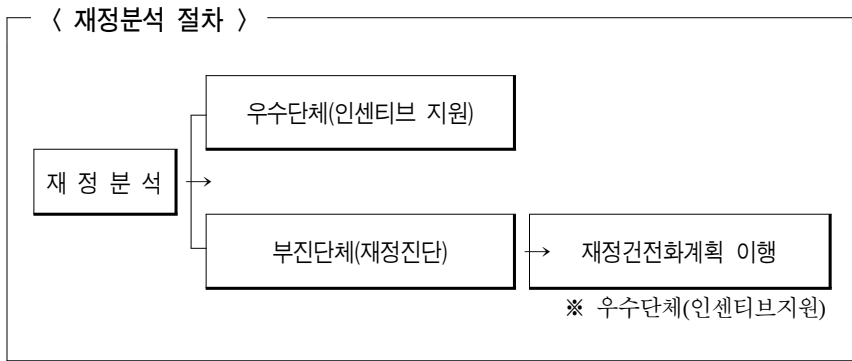 〈 재정분석 절차 〉
우수단체(인센티브 지원)
재 정 분 석
→
부진단체(재정진단)
→
재정건전화계획 이행
※ 우수단체(인센티브지원)